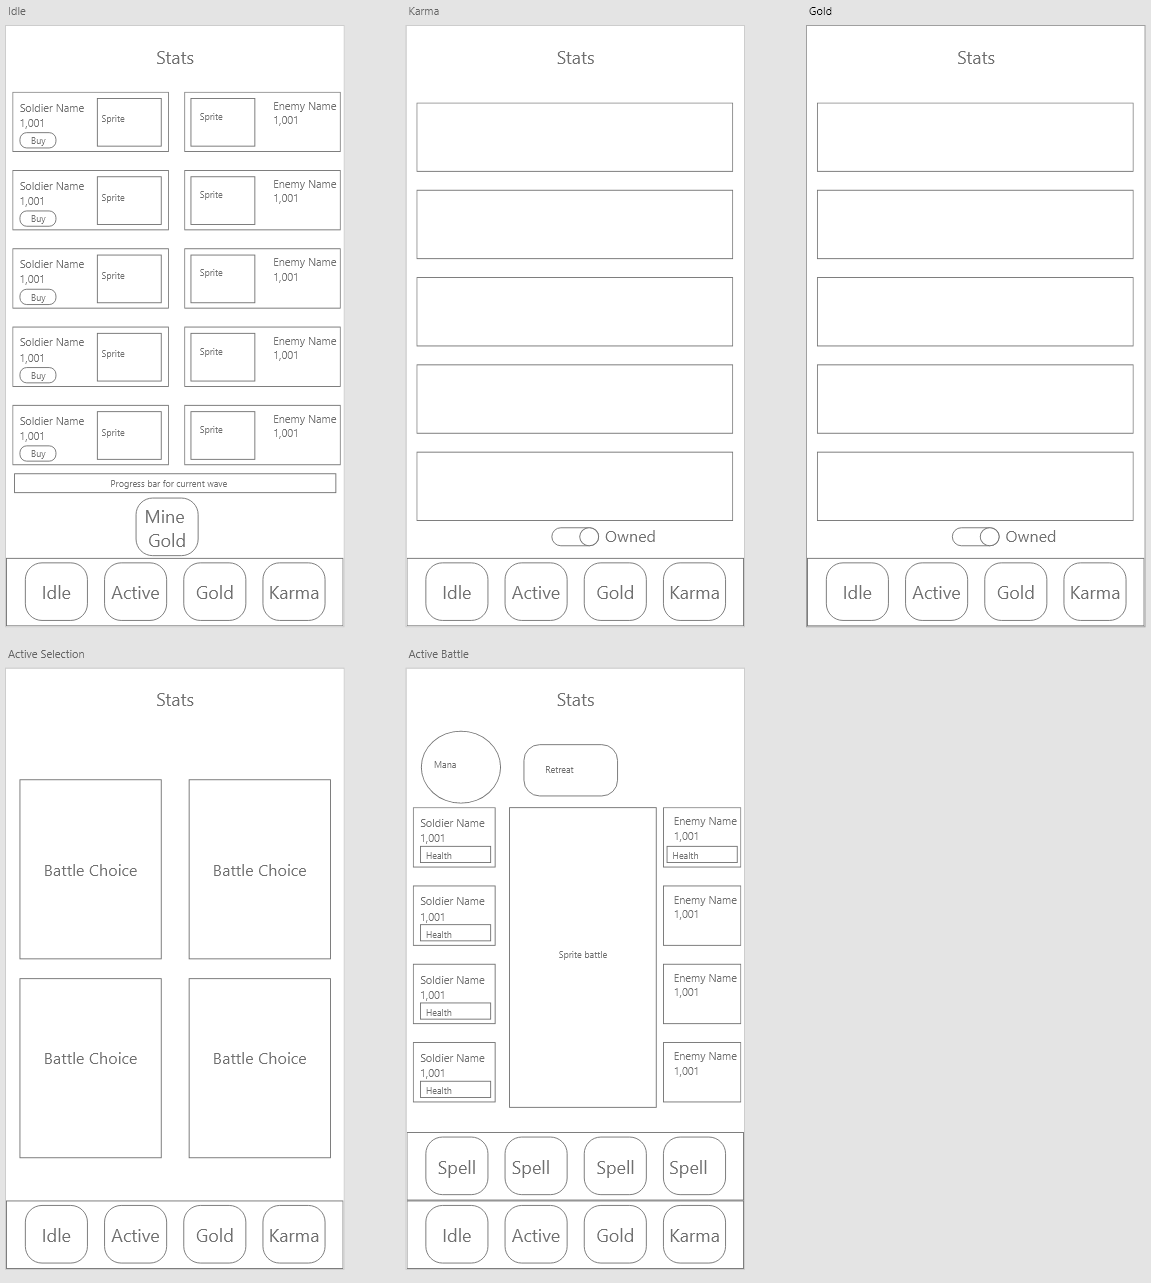 Idle
Karma
Gold
Stats
Soldier Name
1,001
Buy
Sprite
Sprite
Enemy Name
1,001
Soldier Name
1,001
Buy
Sprite
Sprite
Enemy Name
1,001
Soldier Name
1,001
Buy
Sprite
Sprite
Enemy Name
1,001
Soldier Name
1,001
Buy
Sprite
Sprite
Enemy Name
1,001
Soldier Name
1,001
Buy
Sprite
Sprite
Enemy Name
1,001
Progress bar for current wave
Mine
Gold
Idle
Active
Gold
Karma
Stats
Owned
Idle
Active
Gold
Karma
Stats
Owned
Idle
Active
Gold
Karma
Active Selection
Stats
Battle Choice
Battle Choice
Battle Choice
Battle Choice
Idle
Active
Gold
Karma
Active Battle
Stats
Mana
Retreat
Soldier Name
1,001
Health
Soldier Name
1,001
Health
Soldier Name
1,001
Health
Soldier Name
1,001
Health
Sprite battle
Enemy Name
1,001
Health
Enemy Name
1,001
Enemy Name
1,001
Enemy Name
1,001
Spell
Spell
Spell
Spell
Idle
Active
Gold
Karma